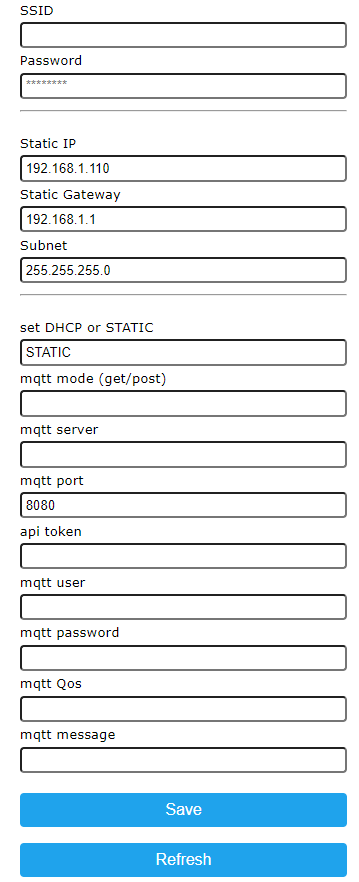 SSID
Password
********
Static IP
192.168.1.110
Static Gateway
192.168.1.1
Subnet
255.255.255.0
set DHCP or STATIC
STATIC
mqtt mode (get/post)
mqtt server
mqtt port
8080
api token
mqtt user
mqtt password
mqtt Qos
mqtt message
Save
Refresh